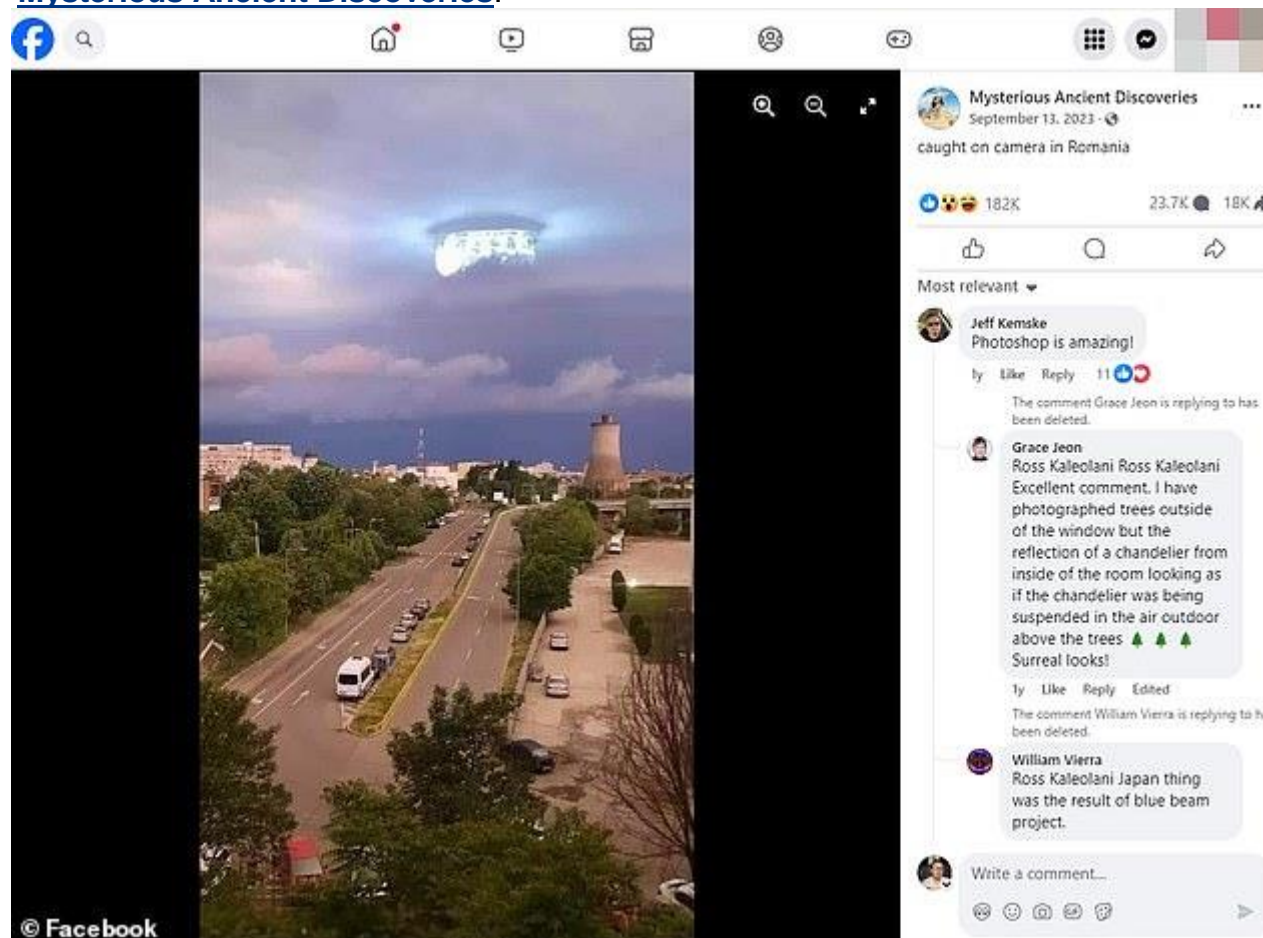 Mysterious Ancient Discoveries.
Mysterious Ancient Discoveries
September 13, 2023 ·
caught on camera in Romania
182K
23.7K 18K
Most relevant
Jeff Kemske
Photoshop is amazing!
1y Like Reply 11
The comment Grace Jeon is replying to has
been deleted.
Grace Jeon
Ross Kaleolani Ross Kaleolani
Excellent comment. I have
photographed trees outside
of the window but the
reflection of a chandelier from
inside of the room looking as
if the chandelier was being
suspended in the air outdoor
above the trees
Surreal looks!
1y Like Reply Edited
The comment William Vierra is replying to h
been deleted.
William Vierra
Ross Kaleolani Japan thing
was the result of blue beam
project.
Write a comment...
GIF
© Facebook